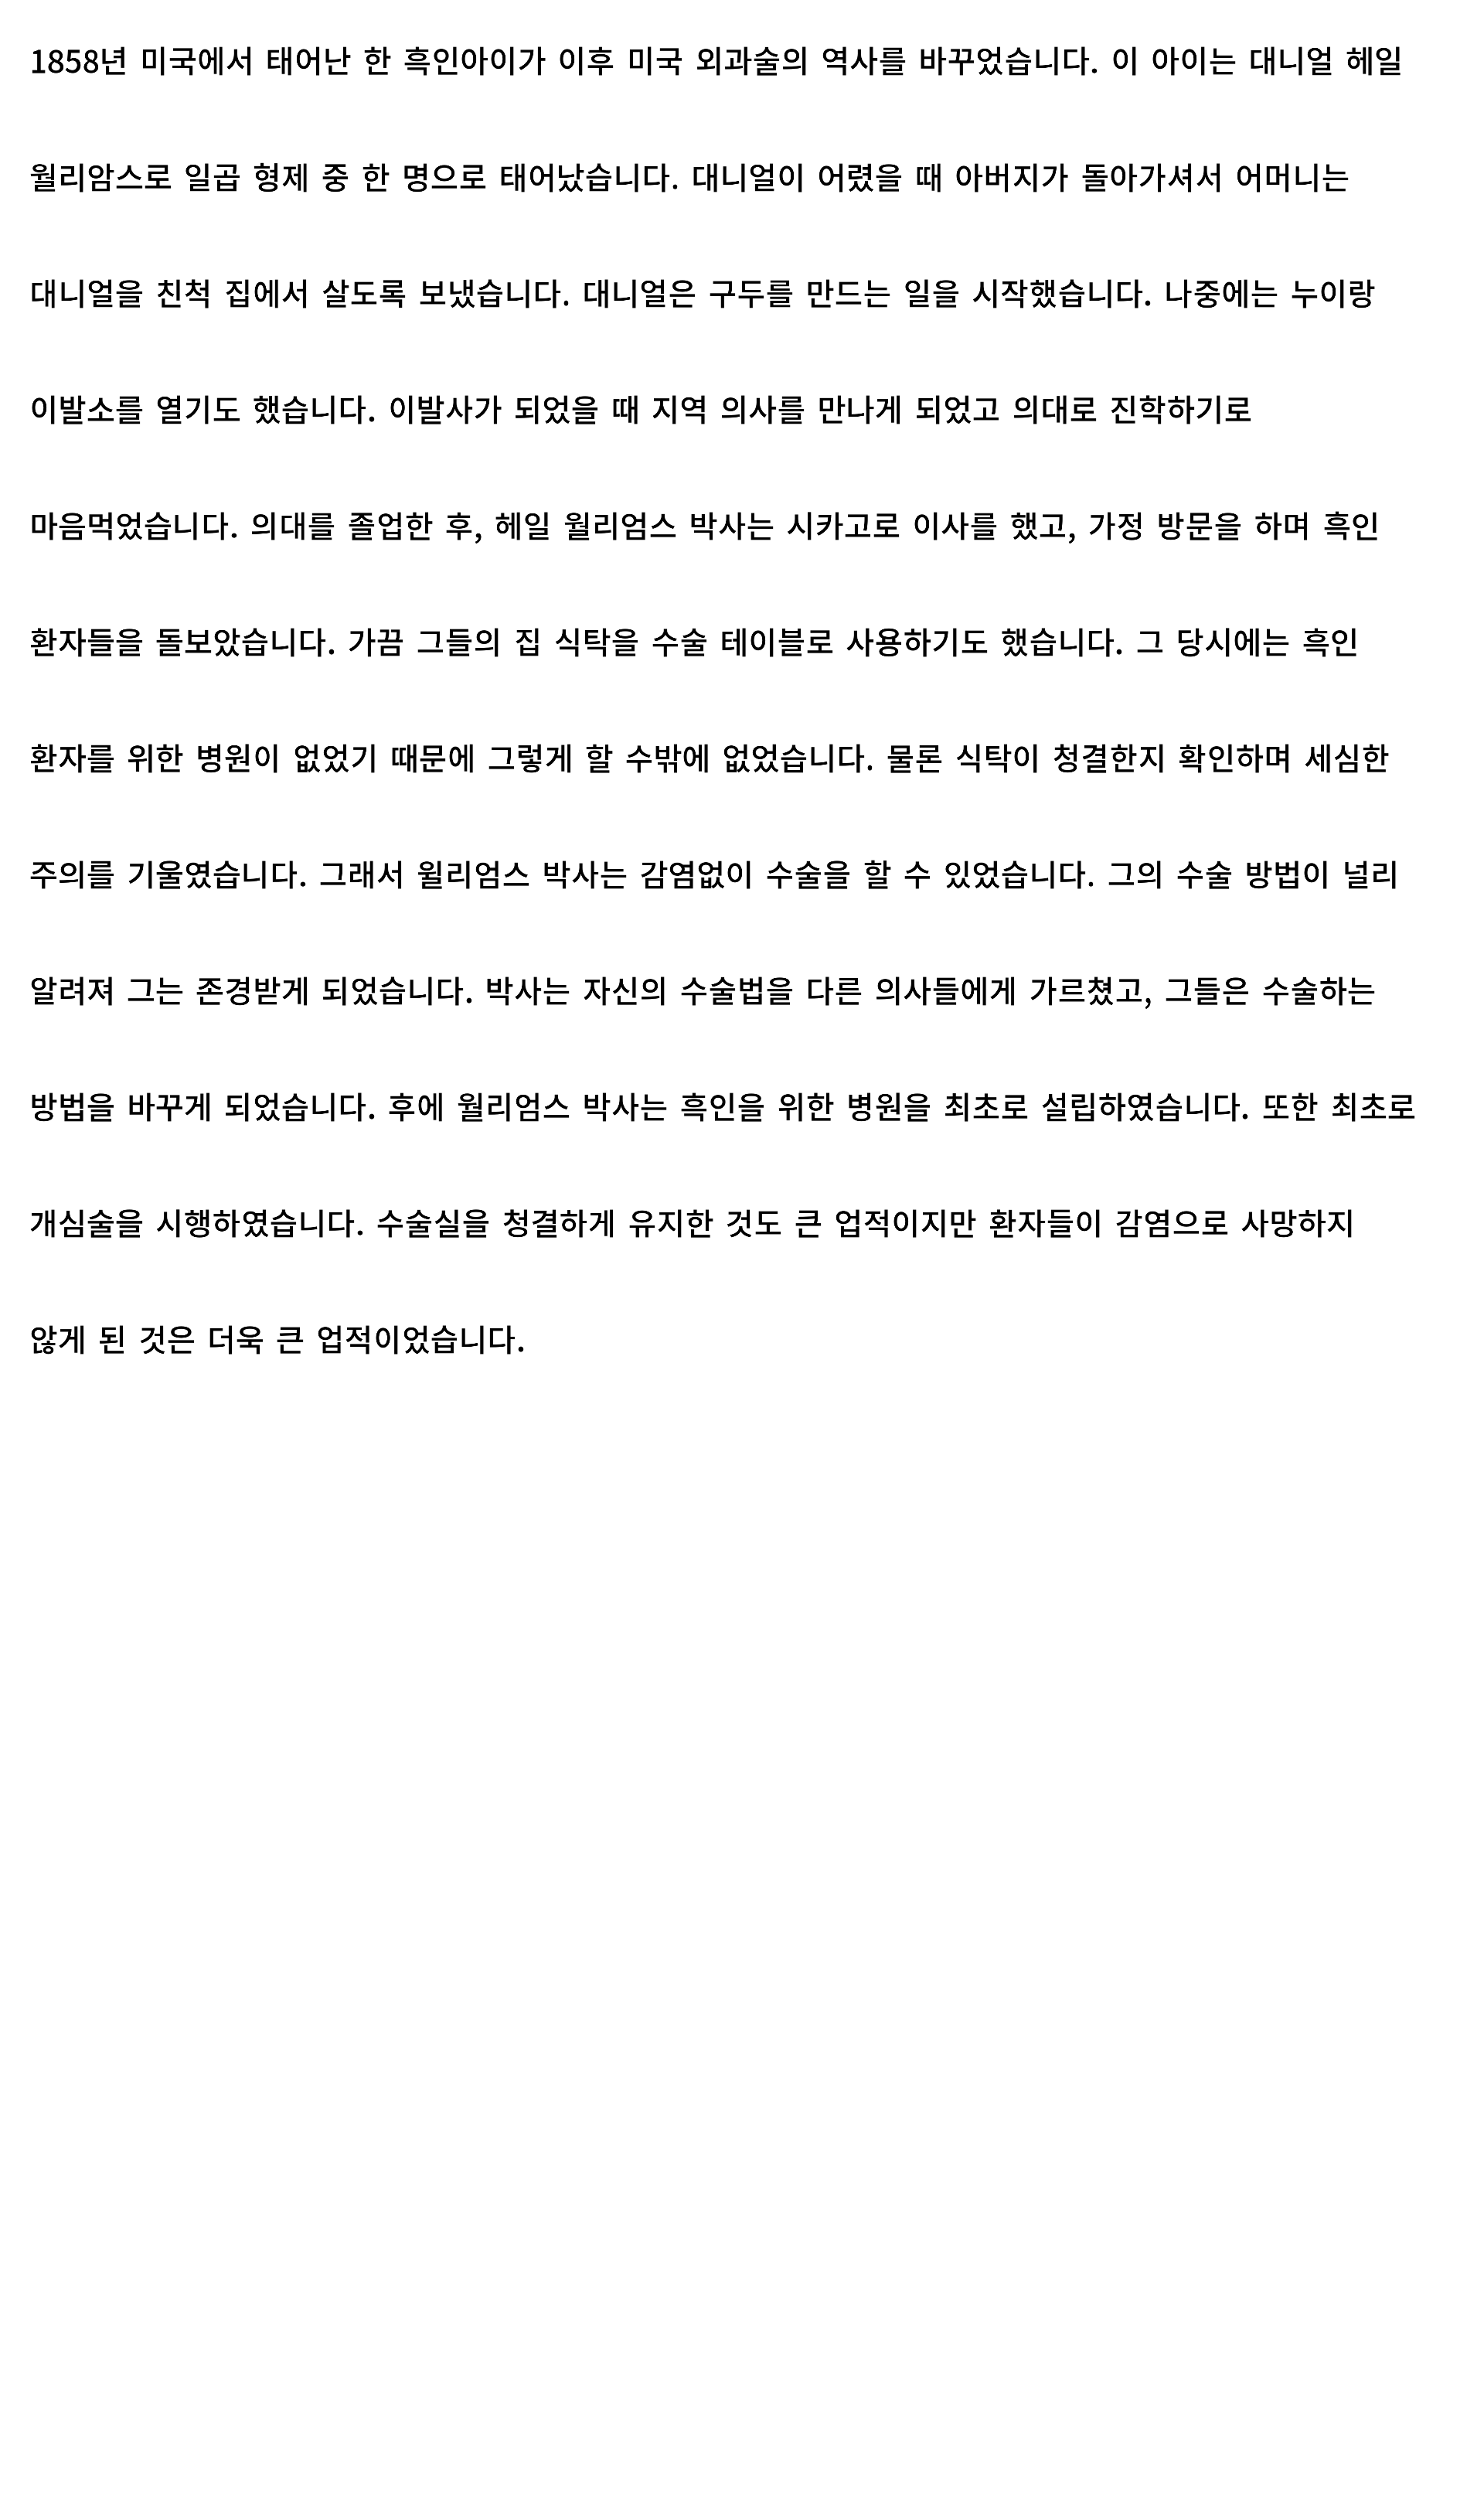 1858년 미국에서 태어난 한 흑인아이가 이후 미국 외과술의 역사를 바꾸었습니다. 이 아이는 대니얼 헤일
월리암스로 일곱 형제 중 한 명으로 태어났습니다. 대니얼이 어렸을 때 아버지가 돌아가셔서 어머니는
대니얼을 친척 집에서 살도록 보냈습니다. 대니얼은 구두를 만드는 일을 시작했습니다. 나중에는 누이랑
이발소를 열기도 했습니다. 이발사가 되었을 때 지역 의사를 만나게 되었고 의대로 진학하기로
마음먹었습니다. 의대를 졸업한 후, 헤일 월리엄스 박사는 시카고로 이사를 했고, 가정 방문을 하며 흑인
환자들을 돌보았습니다. 가끔 그들의 집 식탁을 수술 테이블로 사용하기도 했습니다. 그 당시에는 흑인
환자를 위한 병원이 없었기 때문에 그렇게 할 수밖에 없었습니다. 물론 식탁이 청결한지 확인하며 세심한
주의를 기울였습니다. 그래서 윌리엄스 박사는 감염없이 수술을 할 수 있었습니다. 그의 수술 방법이 널리
알려져 그는 존경받게 되었습니다. 박사는 자신의 수술법을 다른 의사들에게 가르쳤고, 그들은 수술하는
방법을 바꾸게 되었습니다. 후에 월리엄스 박사는 흑인을 위한 병원을 최초로 설립하였습니다. 또한 최초로
개심술을 시행하였습니다. 수술실을 청결하게 유지한 것도 큰 업적이지만 환자들이 감염으로 사망하지
않게 된 것은 더욱 큰 업적이었습니다.